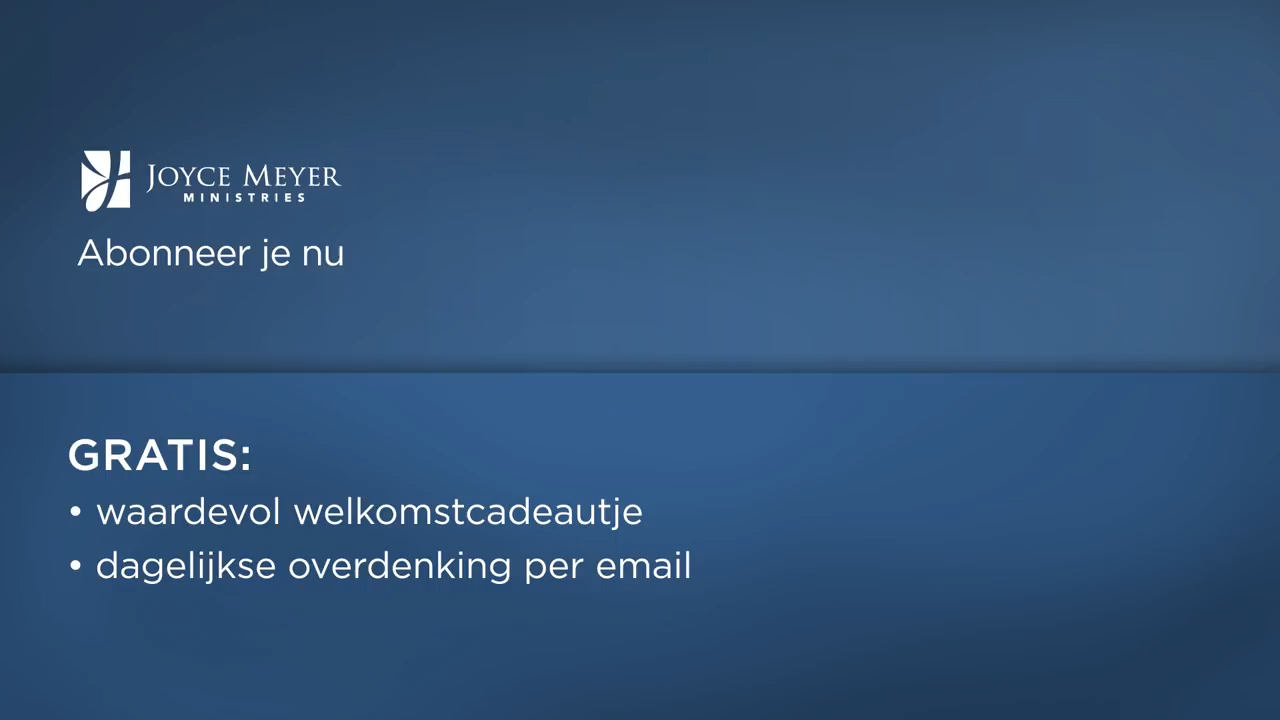 JOYCE MEYER
MINISTRIES
Abonneer je nu
GRATIS:
• waardevol welkomstcadeautje
• dagelijkse overdenking per email